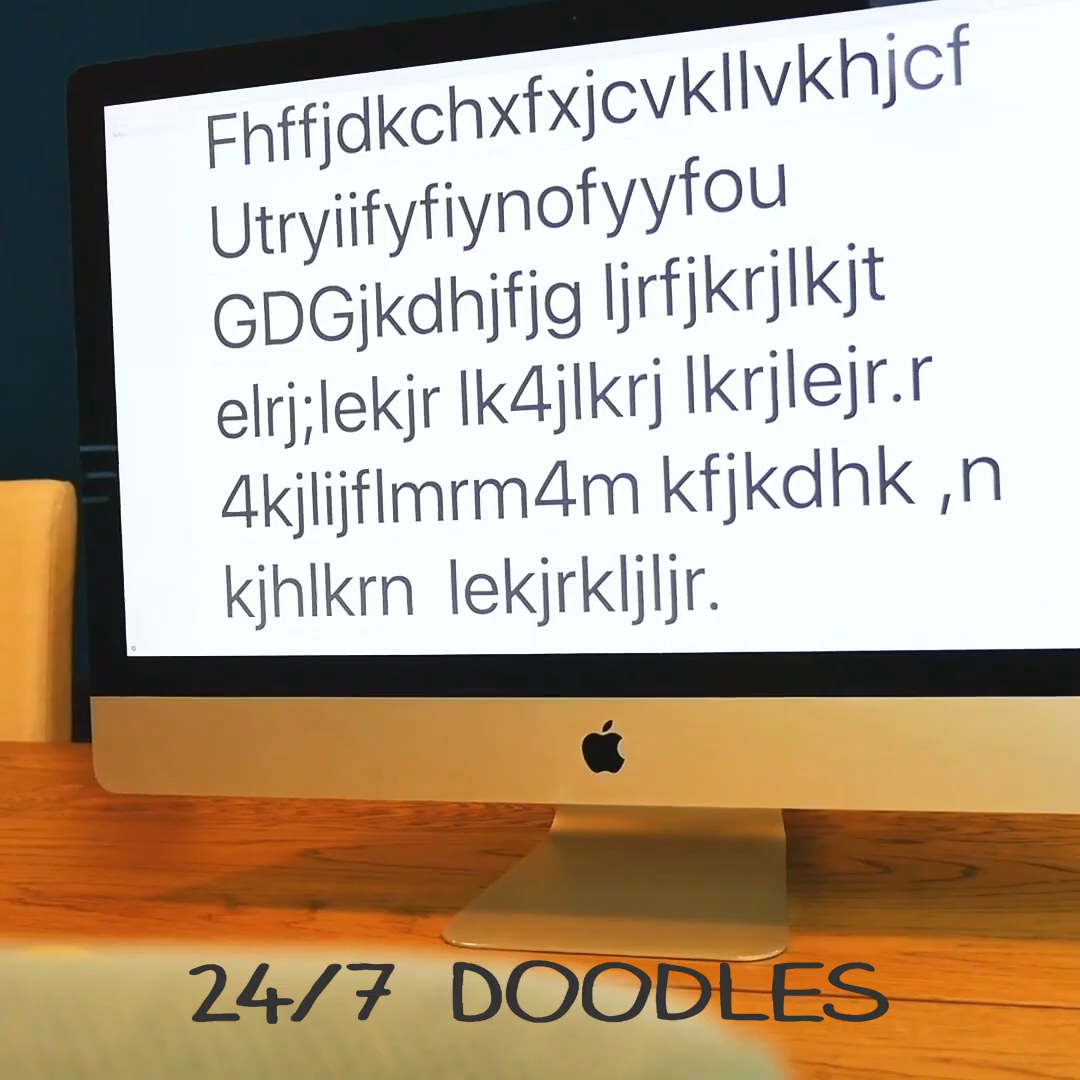 Fhffjdkchxfxjcvkllvkhjcf
Utryiifyfiynofyyfou
GDGjkdhjfjg ljrfjkrjlkjt
elrj;lekjr lk4jlkrj lkrjlejr.r
4kjlijflmrm4m kfjkdhk ,n
kjhlkrn lekjrkljljr.
24/7 DOODLES